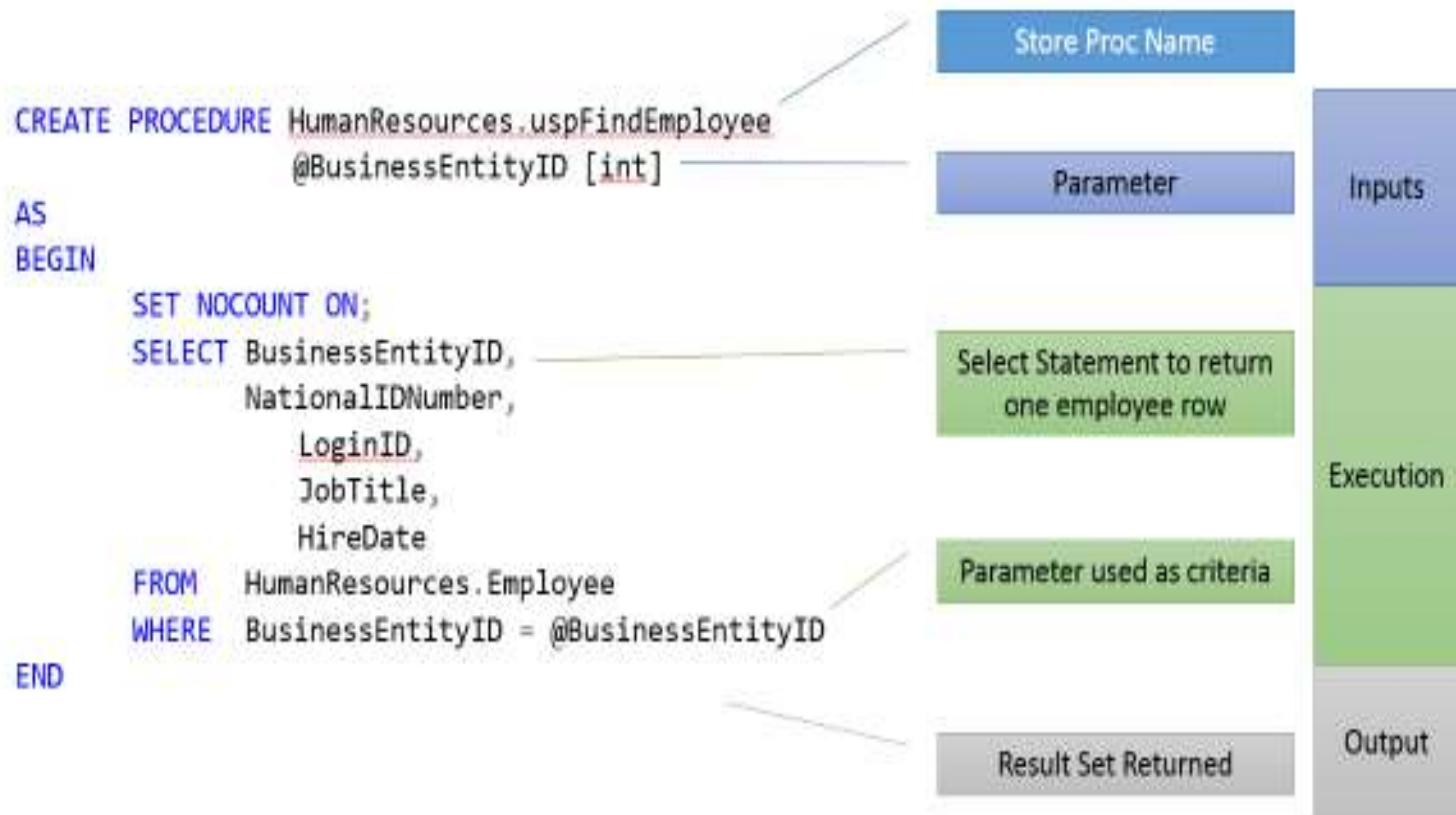 Store Proc Name
CREATE PROCEDURE HumanResources.uspFindEmployee
@BusinessEntityID [int]
Parameter
Inputs
AS
BEGIN
SET NOCOUNT ON;
SELECT BusinessEntityID,
Select Statement to return
one employee row
NationalIDNumber,
LoginID,
JobTitle,
Execution
HireDate
FROM HumanResources.Employee
Parameter used as criteria
WHERE BusinessEntityID = @BusinessEntityID
END
Result Set Returned
Output